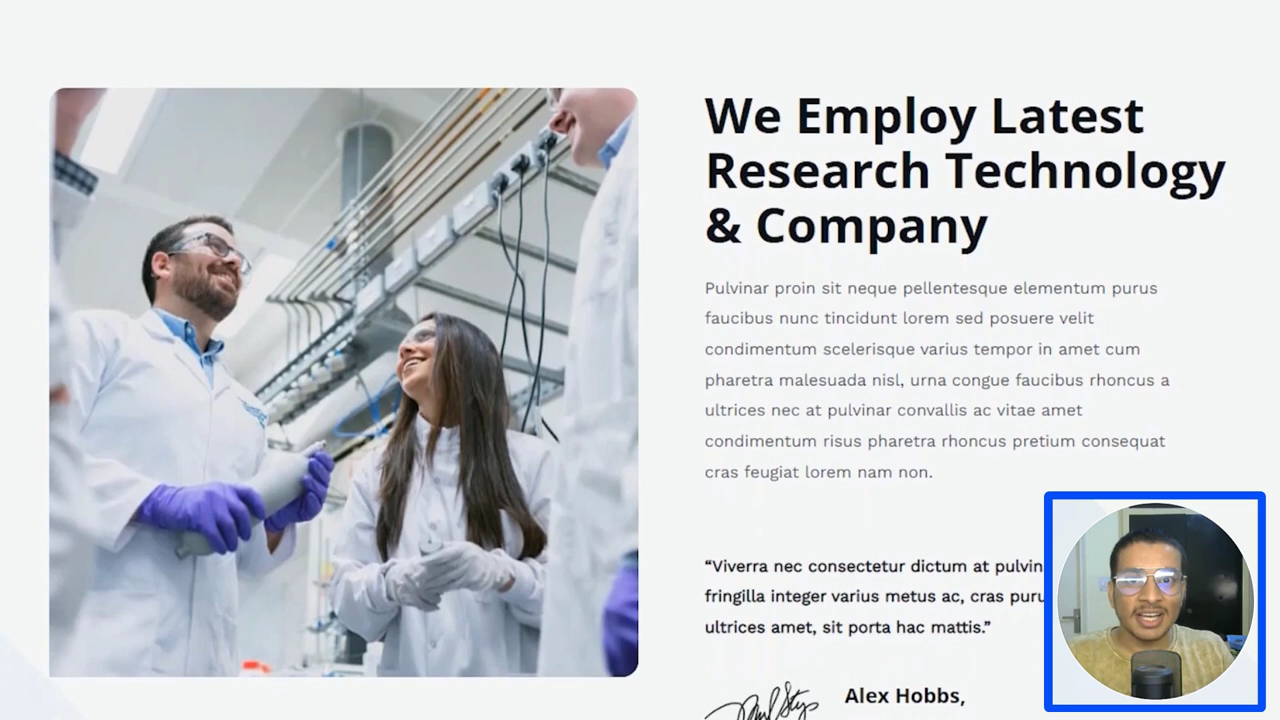 We Employ Latest
Research Technology
& Company
Pulvinar proin sit neque pellentesque elementum purus
faucibus nunc tincidunt lorem sed posuere velit
condimentum scelerisque varius tempor in amet cum
pharetra malesuada nisl, urna congue faucibus rhoncus a
ultrices nec at pulvinar convallis ac vitae amet
condimentum risus pharetra rhoncus pretium consequat
cras feugiat lorem nam non.
“Viverra nec consectetur dictum at pulvin
fringilla integer varius metus ac, cras puru
ultrices amet, sit porta hac mattis.”
Alex Hobbs,